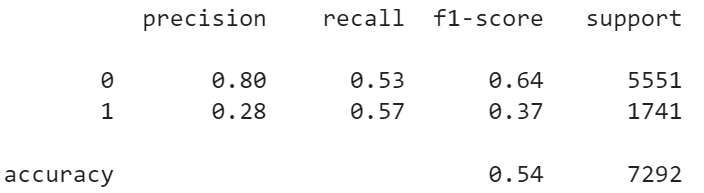 precision recall f1-score support
0 0.80 0.53 0.64 5551
1 0.28 0.57 0.37 1741
accuracy 0.54 7292